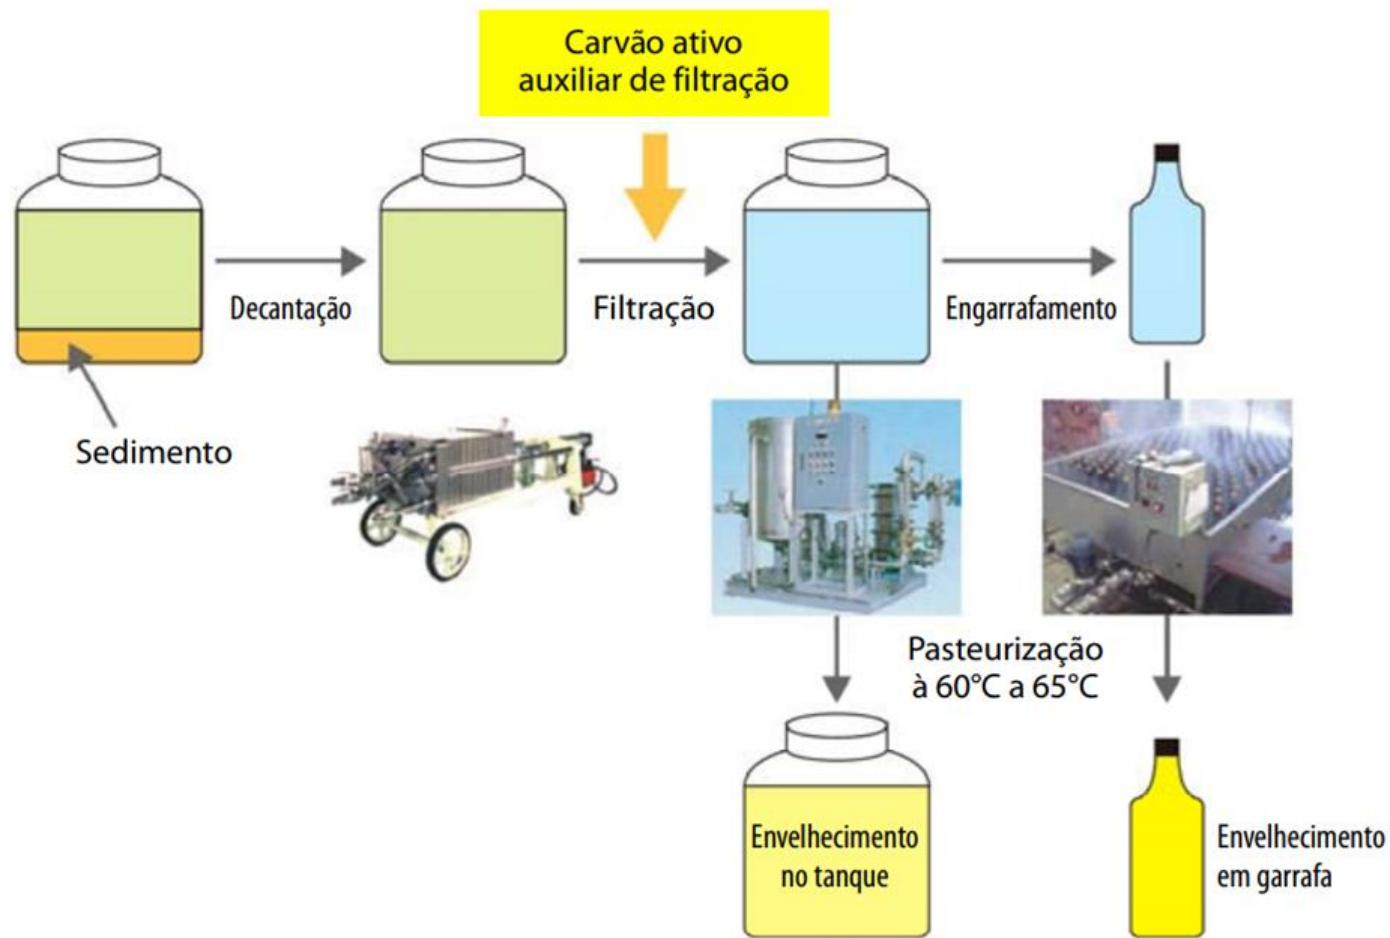 Carvão ativo
auxiliar de filtração
Decantação
Filtração
Engarrafamento
Sedimento
Pasteurização
à 60°C a 65°C
Envelhecimento
no tanque
Envelhecimento
em garrafa